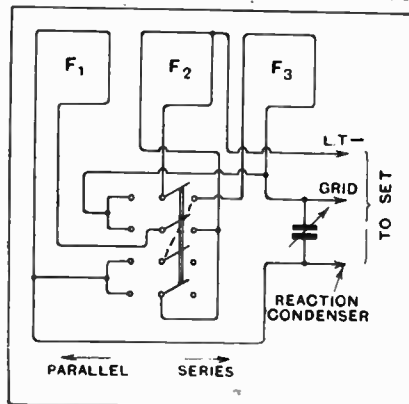 F1
F2
F3
L.T–
GRID
TO SET
REACTION
CONDENSER
PARALLEL
SERIES